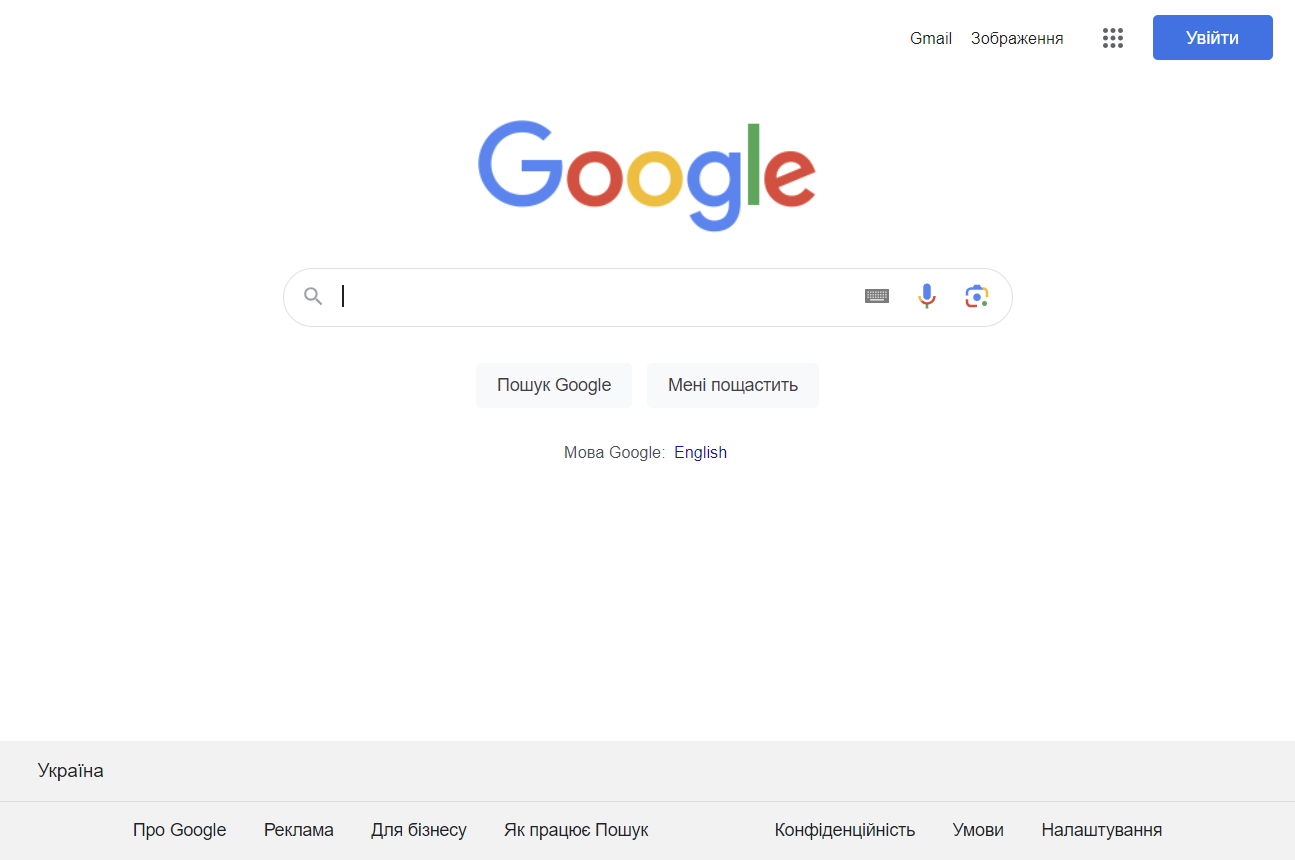 Gmail Зображення Увійти
Google
Пошук Google Мені пощастить
Мова Google: English
Україна
Про Google Реклама Для бізнесу Як працює Пошук Конфіденційність Умови Налаштування